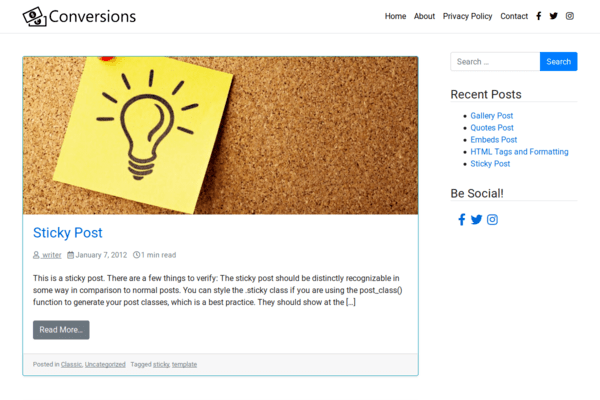 Conversions
Home About Privacy Policy Contact
Search ...
Search
Sticky Post
writer January 7, 2012 1 min read
This is a sticky post. There are a few things to verify: The sticky post should be distinctly recognizable in
some way in comparison to normal posts. You can style the .sticky class if you are using the post_class()
function to generate your post classes, which is a best practice. They should show at the [...]
Read More...
Posted in Classic, Uncategorized Tagged sticky, template
Recent Posts
Gallery Post
Quotes Post
Embeds Post
HTML Tags and Formatting
Sticky Post
Be Social!